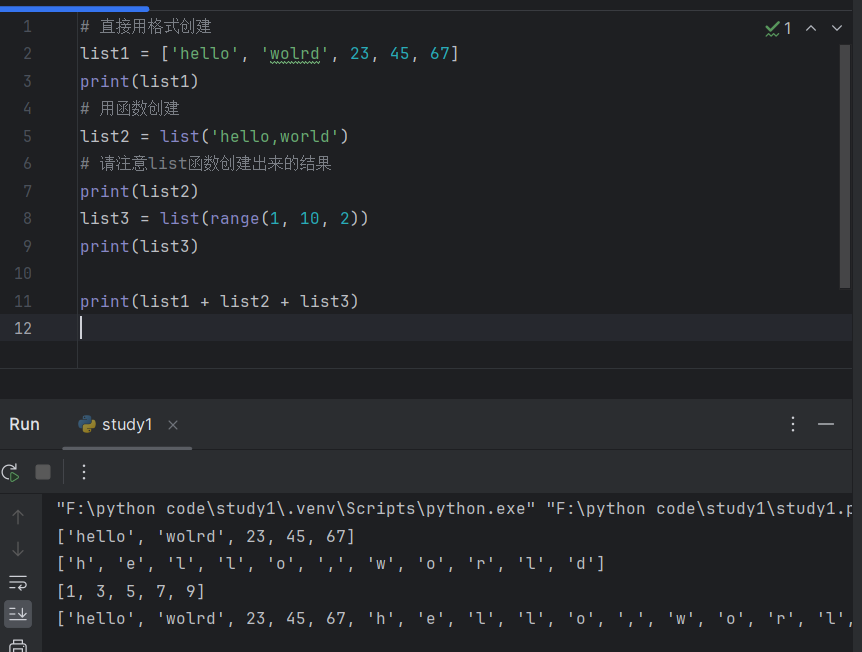 1 # 直接用格式创建
2 list1 = ['hello', 'wolrd', 23, 45, 67]
3 print(list1)
4 # 用函数创建
5 list2 = list('hello,world')
6 # 请注意list函数创建出来的结果
7 print(list2)
8 list3 = list(range(1, 10, 2))
9 print(list3)
10
11 print(list1 + list2 + list3)
12
1
Run study1
"F:\python code\study1\.venv\Scripts\python.exe" "F:\python code\study1\study1.p
['hello', 'wolrd', 23, 45, 67]
['h', 'e', 'l', 'l', 'o', ',', 'w', 'o', 'r', 'l', 'd']
[1, 3, 5, 7, 9]
['hello', 'wolrd', 23, 45, 67, 'h', 'e', 'l', 'l', 'o', ',', 'w', 'o', 'r', 'l',